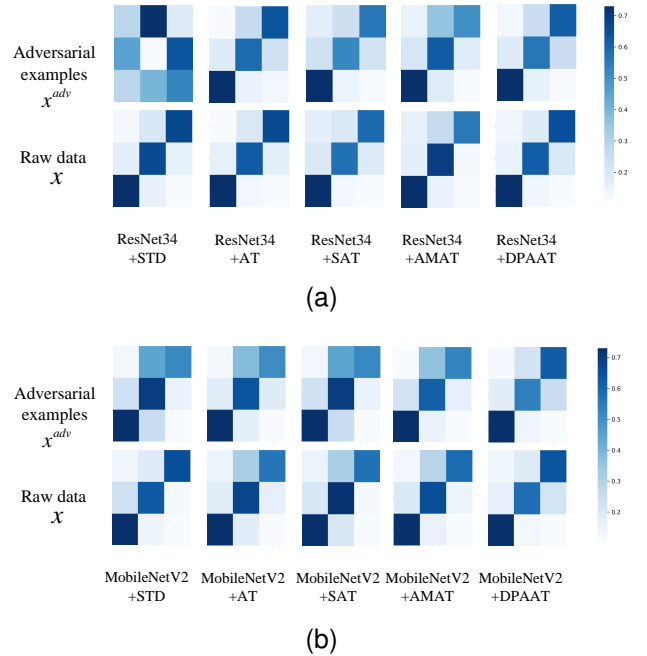 0.7
0.6
Adversarial
examples
x^adv
0.5
0.4
0.3
Raw data
x
0.2
ResNet34
+STD
ResNet34
+AT
ResNet34
+SAT
ResNet34
+AMAT
ResNet34
+DPAAT
(a)
0.7
0.6
Adversarial
examples
x^adv
0.5
0.4
0.3
Raw data
x
0.2
MobileNetV2
+STD
MobileNetV2
+AT
MobileNetV2
+SAT
MobileNetV2
+AMAT
MobileNetV2
+DPAAT
(b)